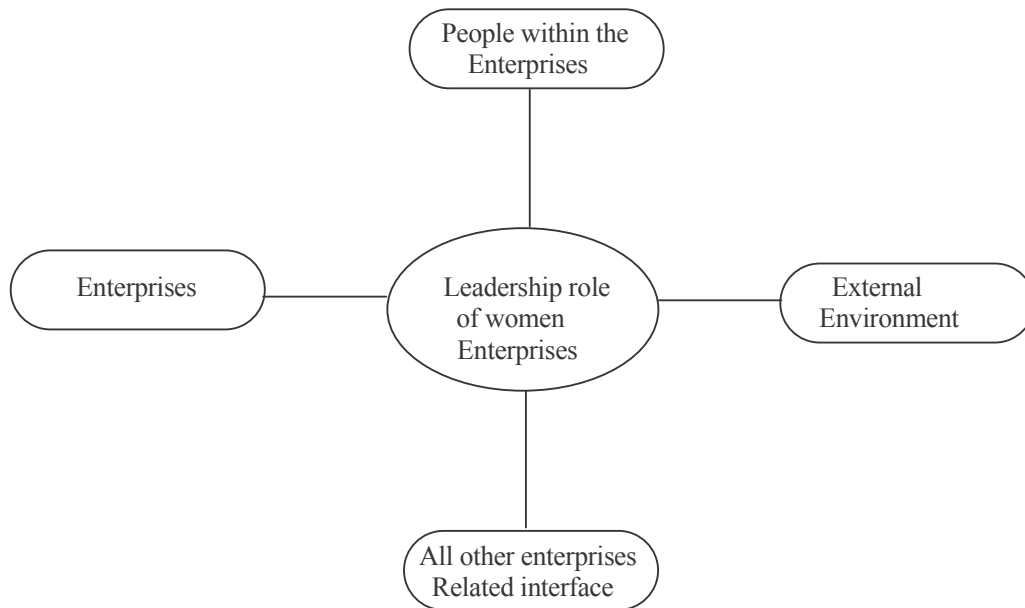 People within the
Enterprises
Enterprises
Leadership role
of women
Enterprises
External
Environment
All other enterprises
Related interface